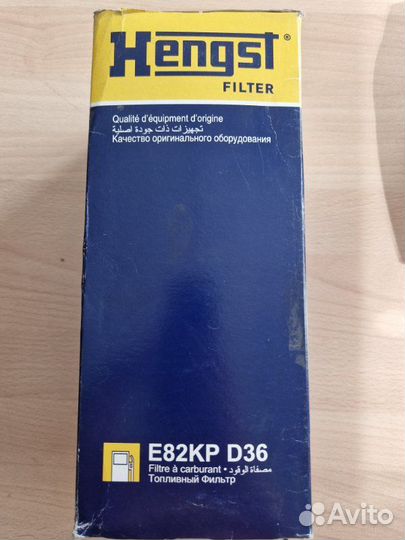 Hengst®
FILTER
Qualité d'équipment d'origine
تجهيزات ذات جودة أصلية
Качество оригинального оборудования
E82KP D36
Filtre à carburant • مصفاة الوقود
Топливный Фильтр
Avito